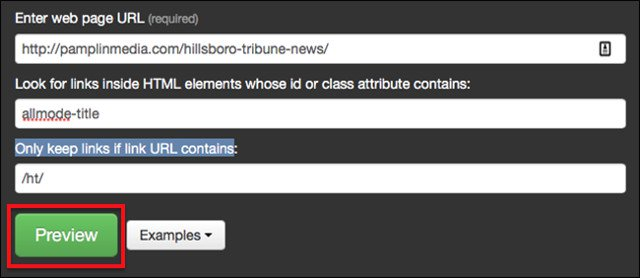 Enter web page URL (required)
http://pamplinmedia.com/hillsboro-tribune-news/
Look for links inside HTML elements whose id or class attribute contains:
allmode-title
Only keep links if link URL contains:
/ht/
Preview
Examples